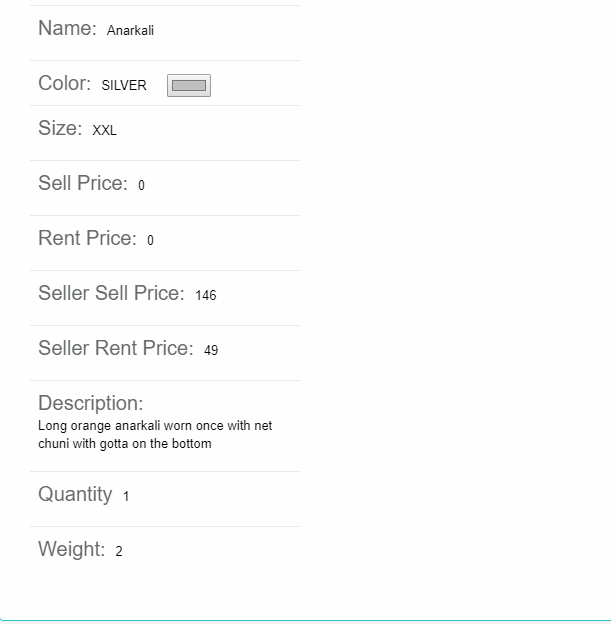 Name: Anarkali
Color: SILVER
Size: XXL
Sell Price: 0
Rent Price: 0
Seller Sell Price: 146
Seller Rent Price: 49
Description:
Long orange anarkali worn once with net
chuni with gotta on the bottom
Quantity 1
Weight: 2